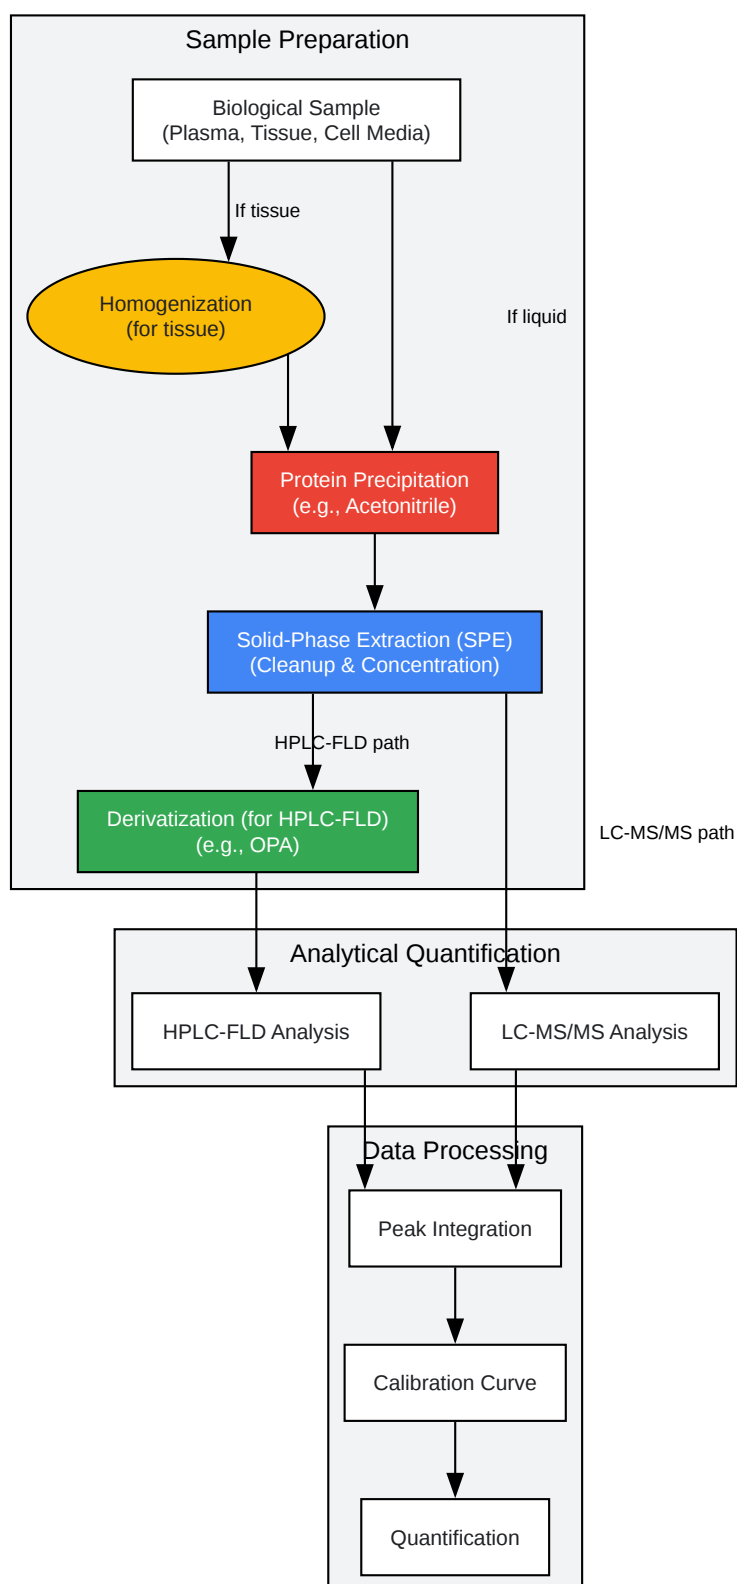 Sample Preparation
Biological Sample
(Plasma, Tissue, Cell Media)
If tissue
Homogenization
(for tissue)
If liquid
Protein Precipitation
(e.g., Acetonitrile)
Solid-Phase Extraction (SPE)
(Cleanup & Concentration)
HPLC-FLD path
Derivatization (for HPLC-FLD)
(e.g., OPA)
LC-MS/MS path
Analytical Quantification
HPLC-FLD Analysis
LC-MS/MS Analysis
Data Processing
Peak Integration
Calibration Curve
Quantification